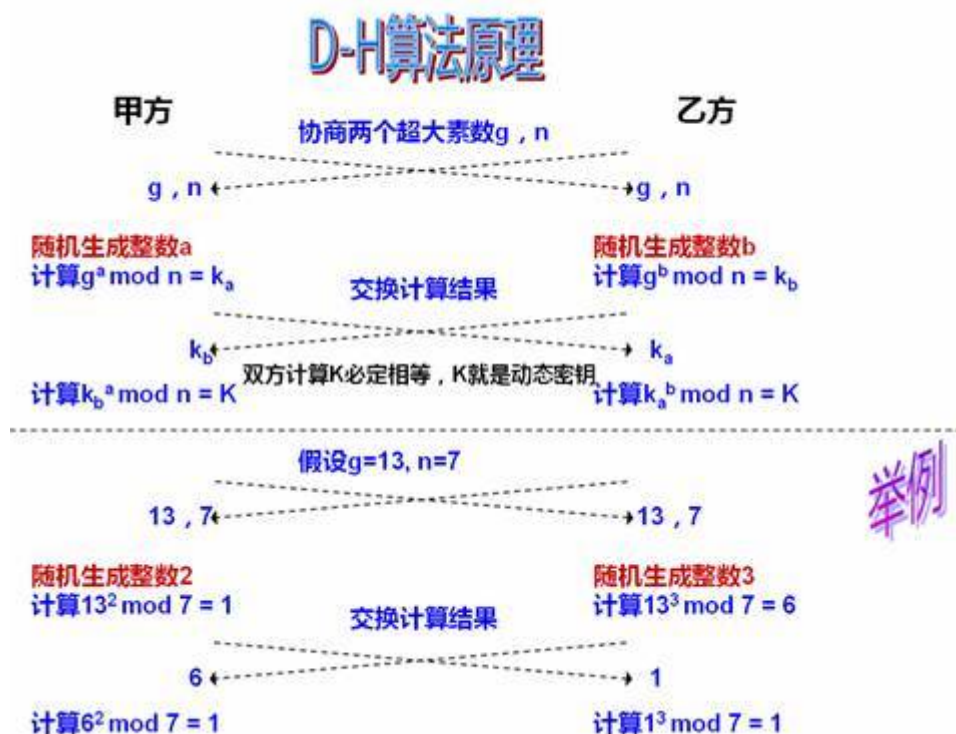 D-H算法原理
甲方
乙方
协商两个超大素数g，n
g，n
g，n
随机生成整数a
随机生成整数b
计算gᵃ mod n = kₐ
计算gᵇ mod n = k_b
交换计算结果
k_b
kₐ
双方计算K必定相等，K就是动态密钥
计算k_bᵃ mod n = K
计算kₐᵇ mod n = K
假设g=13, n=7
举例
13，7
13，7
随机生成整数2
随机生成整数3
计算13² mod 7 = 1
计算13³ mod 7 = 6
交换计算结果
6
1
计算6² mod 7 = 1
计算1³ mod 7 = 1